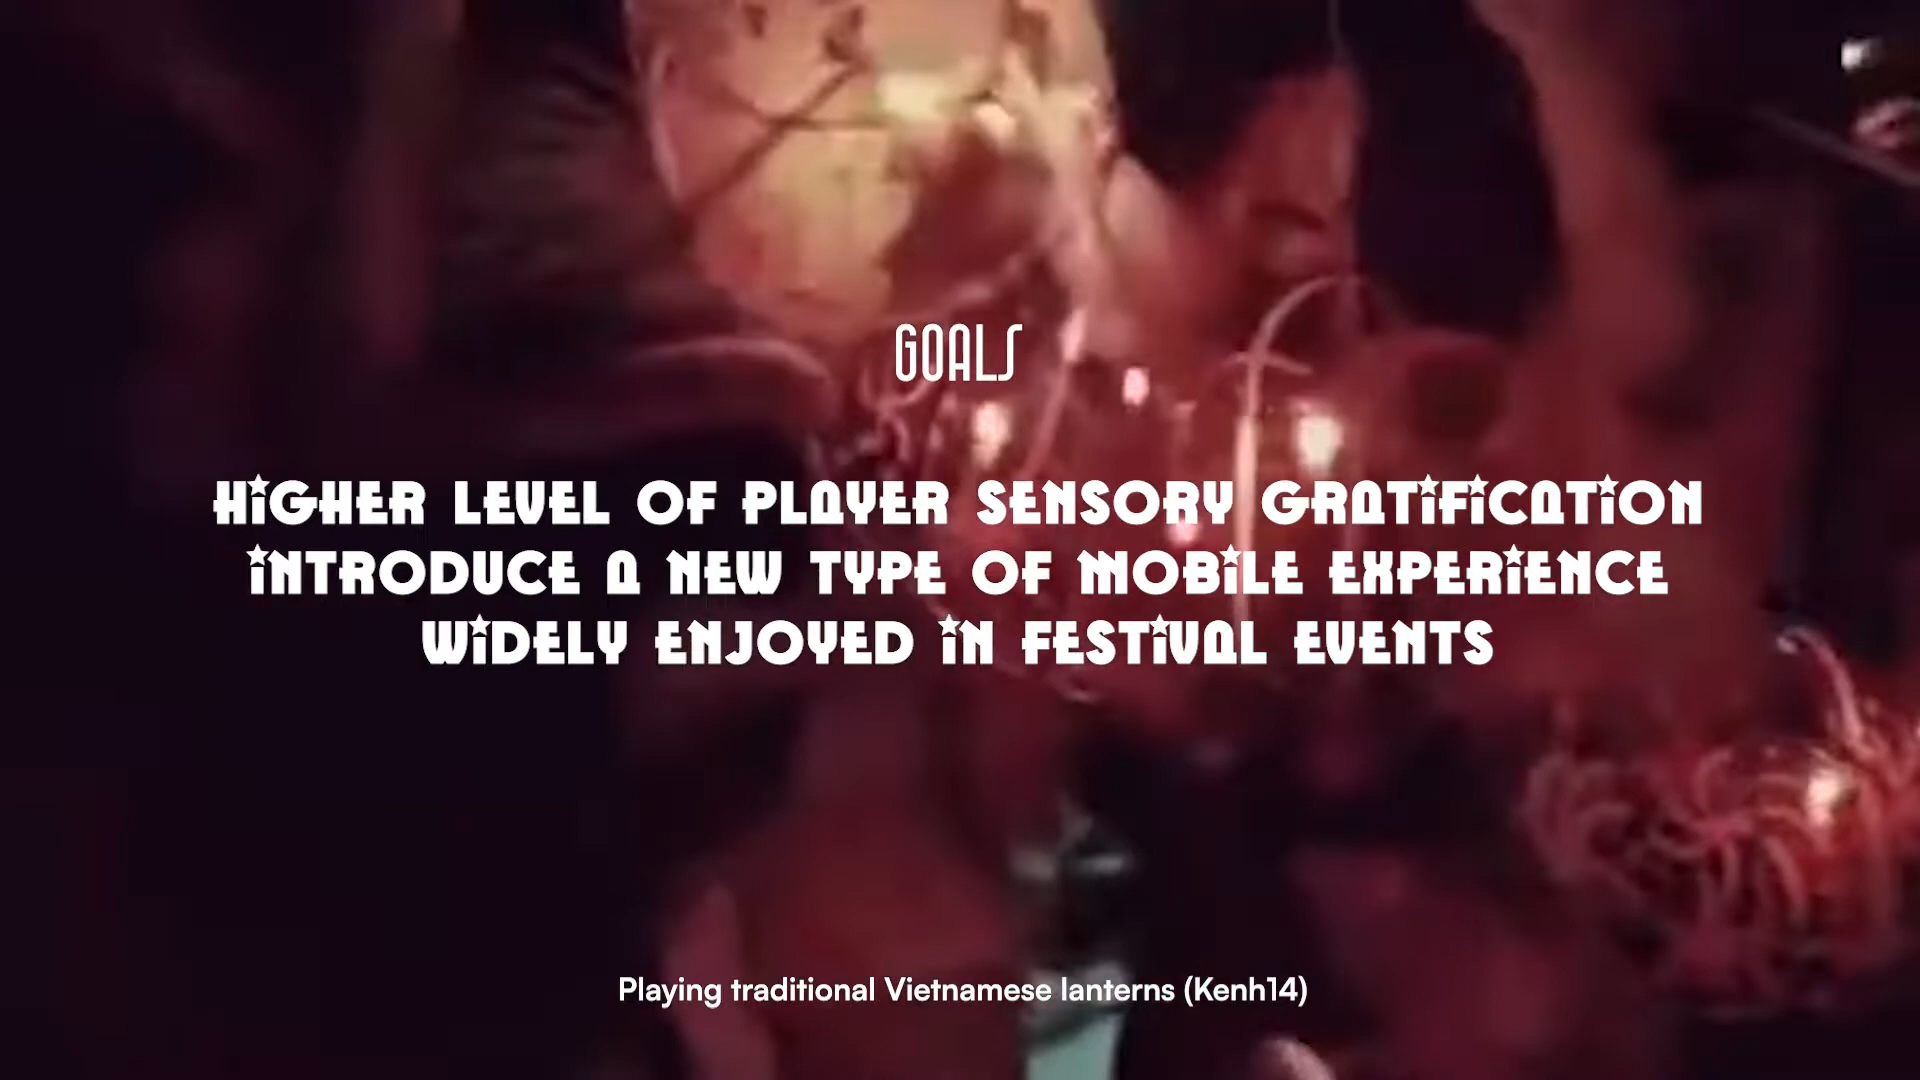 GOALS
HiGHER LEVEL OF PLAYER SENSORY GRATiFiCATiON
iNTRODUCE A NEW TYPE OF MOBiLE EXPERiENCE
WiDELY ENJOYED iN FESTiVAL EVENTS
Playing traditional Vietnamese lanterns (Kenh14)